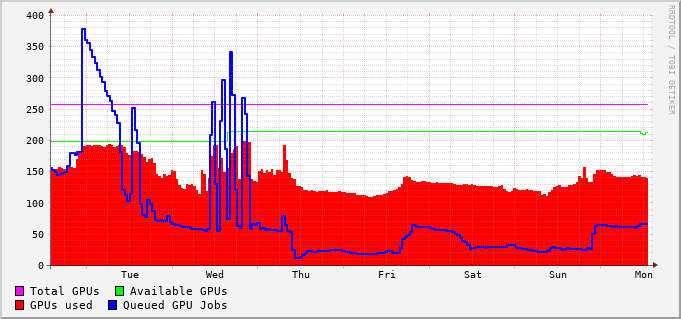 400
350
300
250
200
150
100
50
0
Tue Wed Thu Fri Sat Sun Mon
Total GPUs Available GPUs
GPUs used Queued GPU Jobs
RRDTOOL / TOBI OETIKER